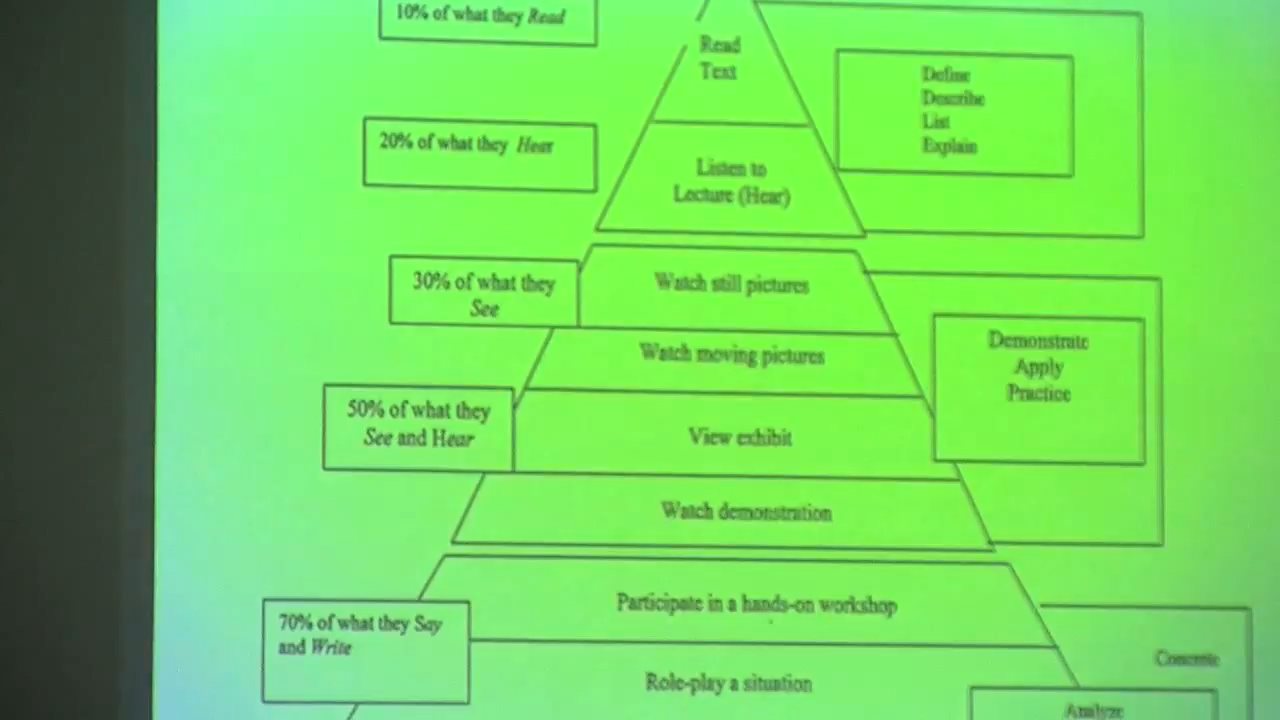 10% of what they Read
Read
Text
Define
Describe
List
Explain
20% of what they Hear
Listen to
Lecture (Hear)
30% of what they
See
Watch still pictures
Watch moving pictures
Demonstrate
Apply
Practice
50% of what they
See and Hear
View exhibit
Watch demonstration
Participate in a hands-on workshop
70% of what they Say
and Write
Role-play a situation
Concrete
Analyze